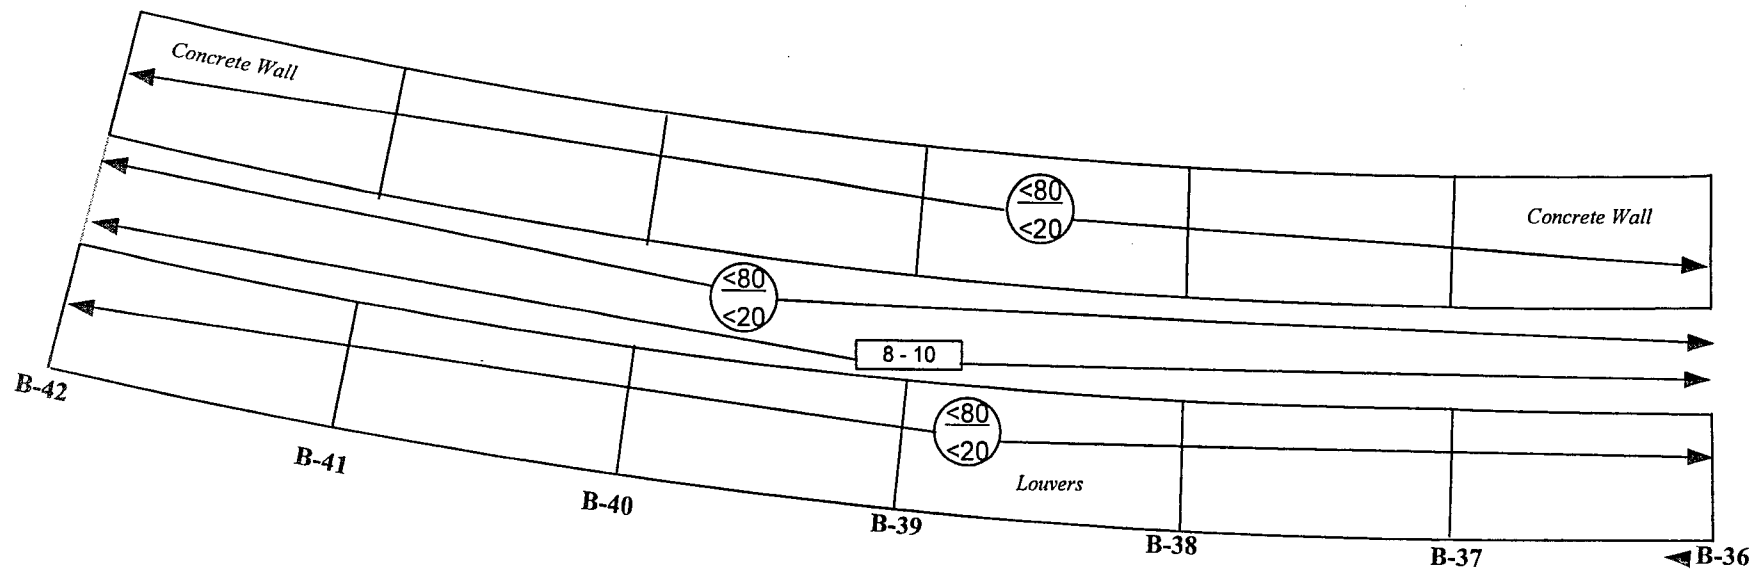 Concrete Wall
<80
<20
Concrete Wall
<80
<20
8 - 10
<80
<20
Louvers
B-42
B-41
B-40
B-39
B-38
B-37
B-36